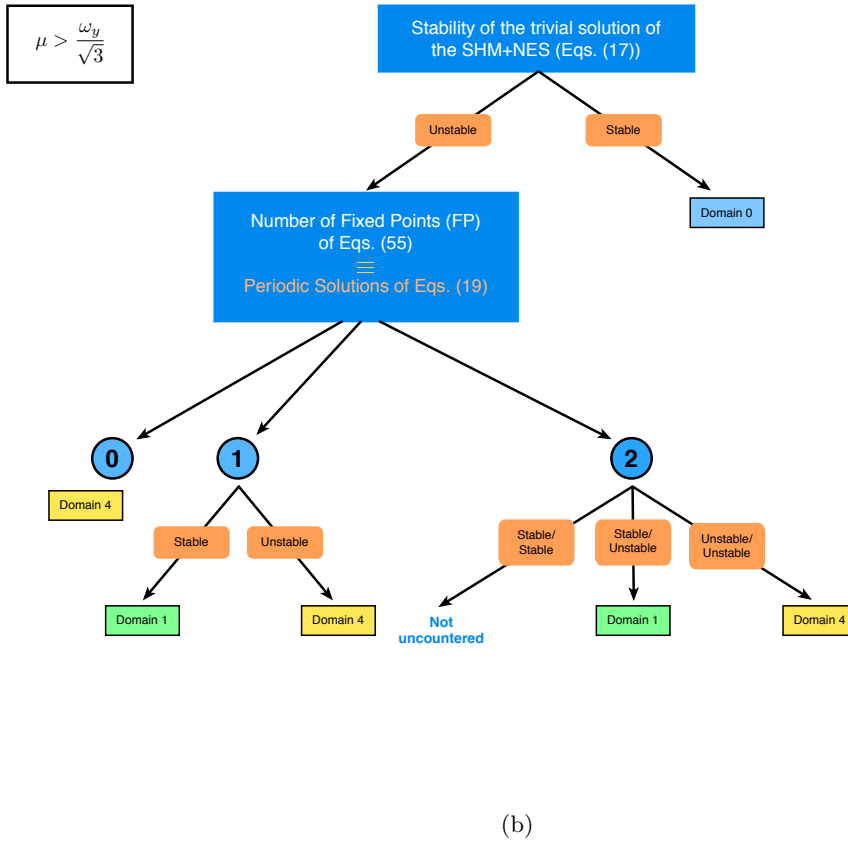 μ > ω_y / √3
Stability of the trivial solution of
the SHM+NES (Eqs. (17))
Unstable
Stable
Domain 0
Number of Fixed Points (FP)
of Eqs. (55)
≡
Periodic Solutions of Eqs. (19)
0
1
2
Domain 4
Stable
Unstable
Stable/
Stable
Stable/
Unstable
Unstable/
Unstable
Domain 1
Domain 4
Not
uncountered
Domain 1
Domain 4
(b)